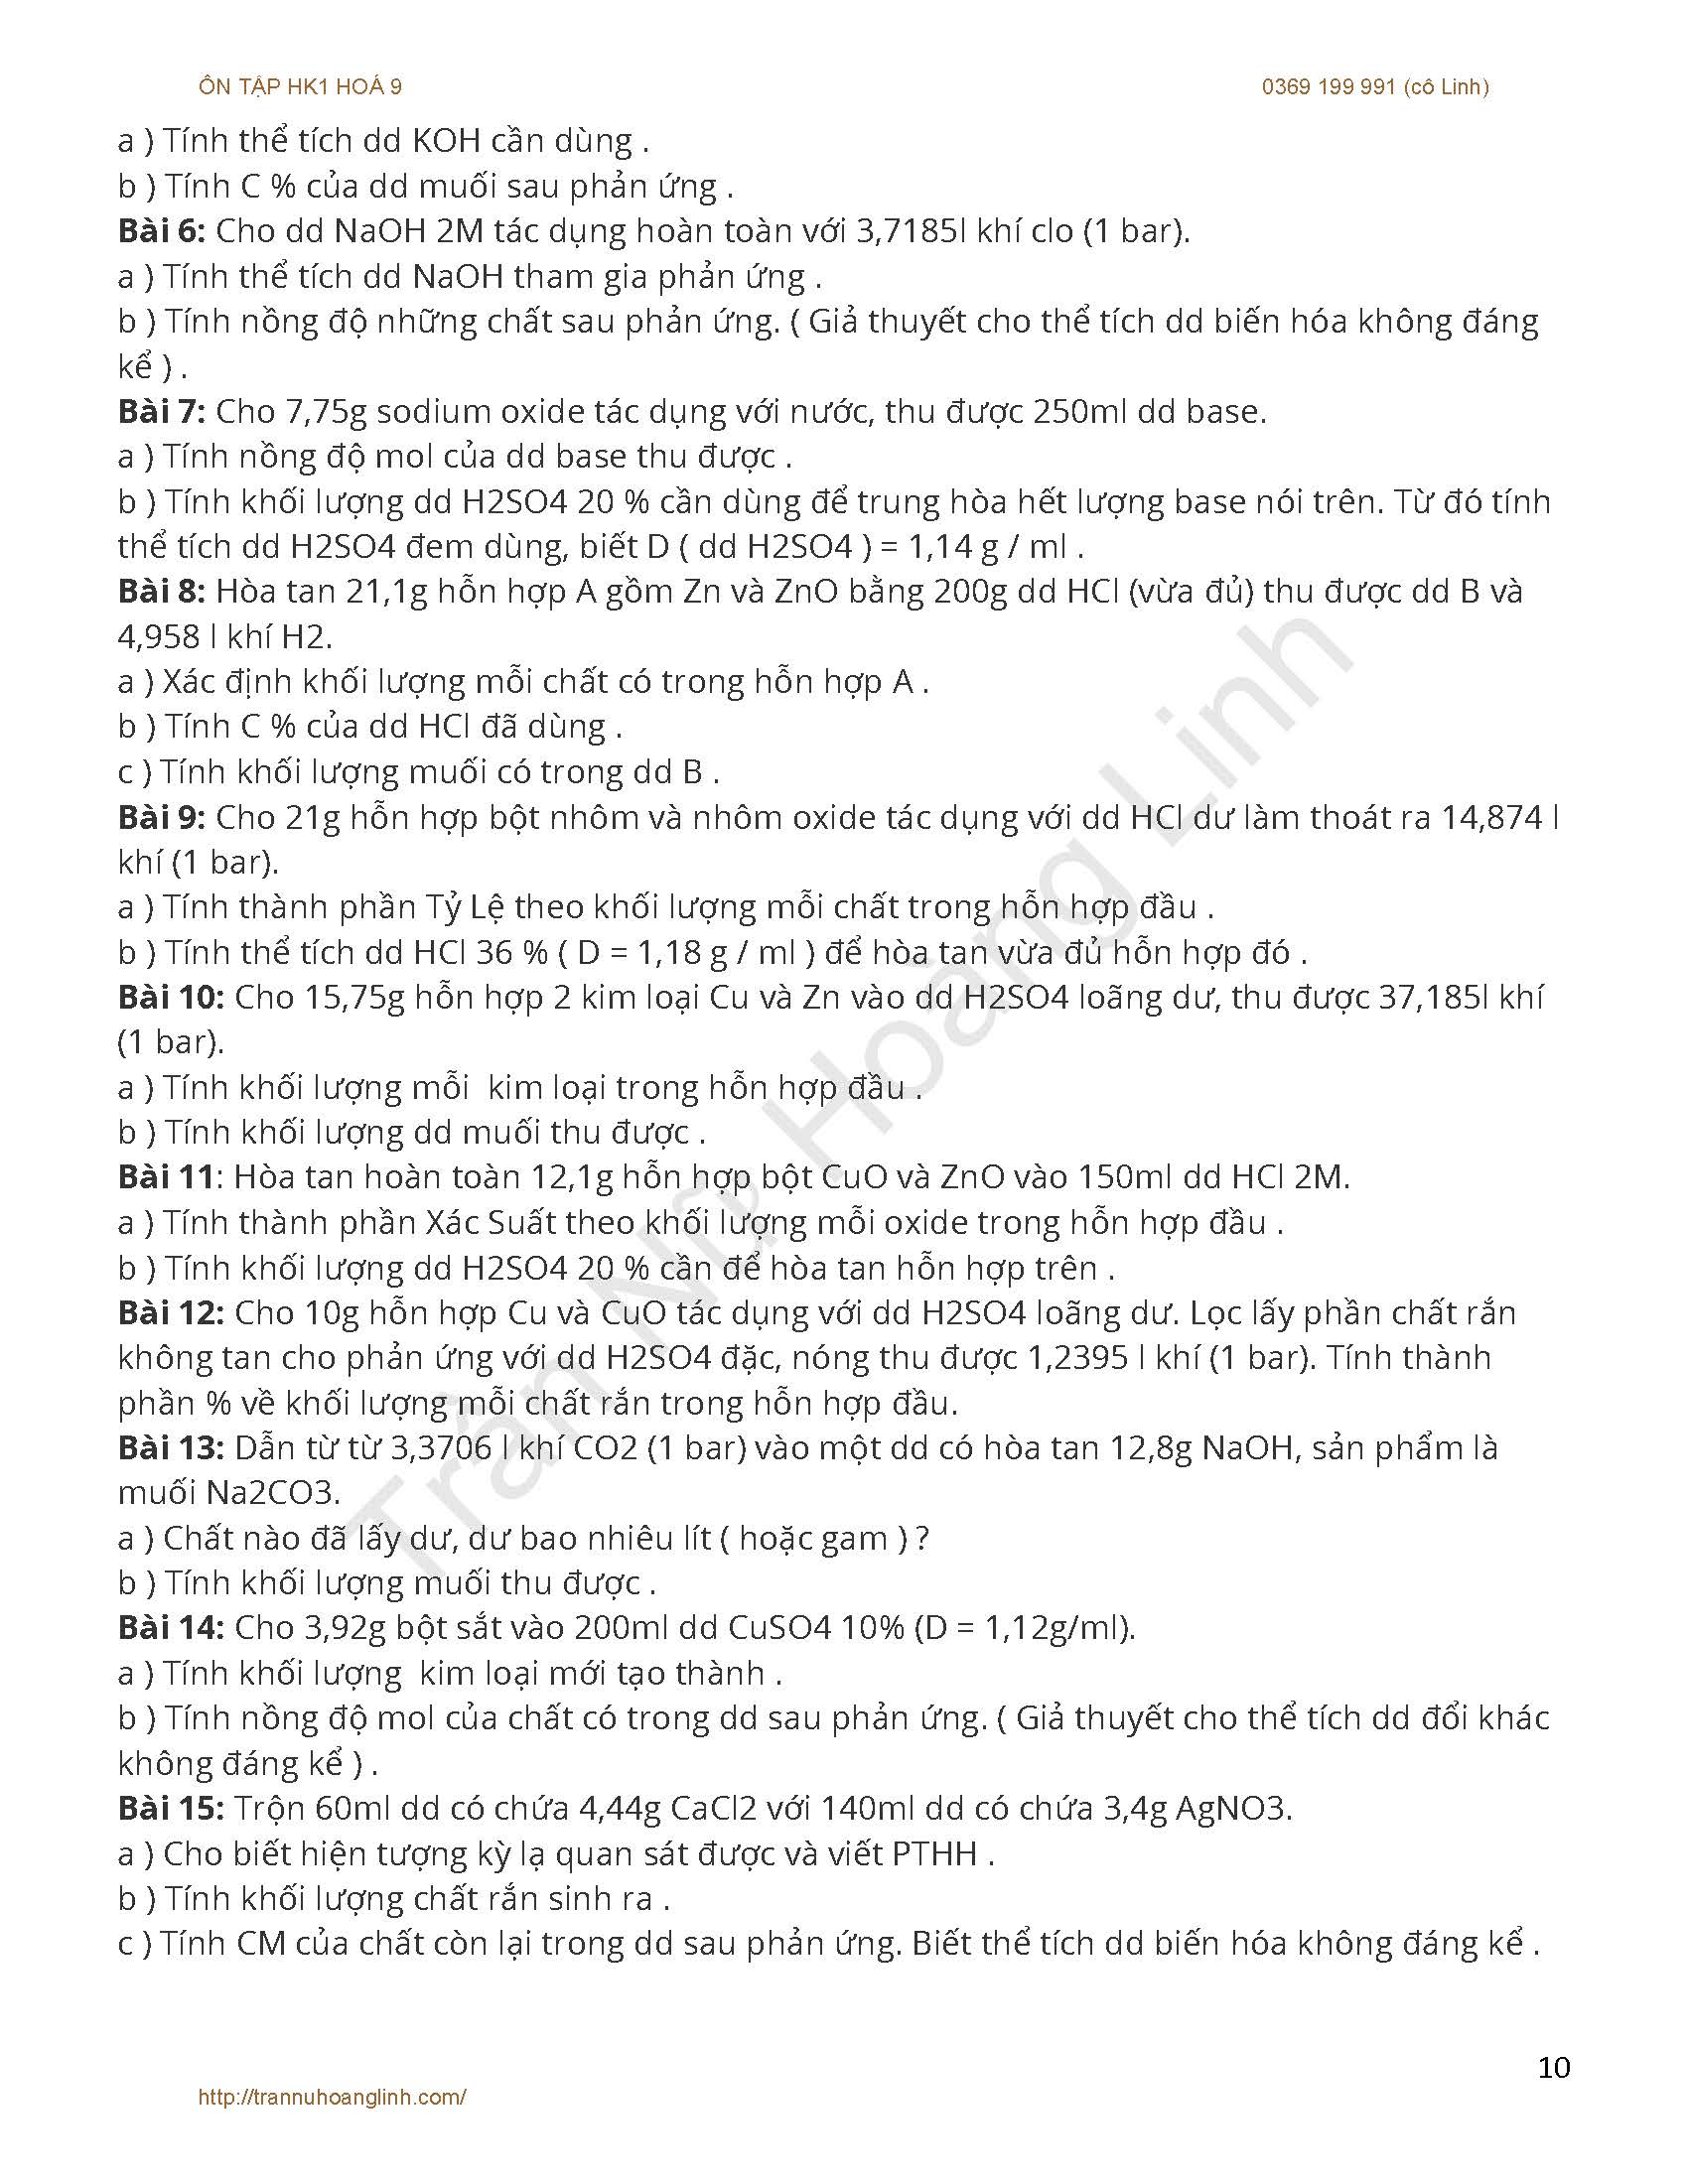 ÔN TẬP HK1 HOÁ 9 0369 199 991 (cô Linh)
a ) Tính thể tích dd KOH cần dùng .
b ) Tính C % của dd muối sau phản ứng .
Bài 6: Cho dd NaOH 2M tác dụng hoàn toàn với 3,7185l khí clo (1 bar).
a ) Tính thể tích dd NaOH tham gia phản ứng .
b ) Tính nồng độ những chất sau phản ứng. ( Giả thuyết cho thể tích dd biến hóa không đáng
kể ) .
Bài 7: Cho 7,75g sodium oxide tác dụng với nước, thu được 250ml dd base.
a ) Tính nồng độ mol của dd base thu được .
b ) Tính khối lượng dd H2SO4 20 % cần dùng để trung hòa hết lượng base nói trên. Từ đó tính
thể tích dd H2SO4 đem dùng, biết D ( dd H2SO4 ) = 1,14 g / ml .
Bài 8: Hòa tan 21,1g hỗn hợp A gồm Zn và ZnO bằng 200g dd HCl (vừa đủ) thu được dd B và
4,958 l khí H2.
a ) Xác định khối lượng mỗi chất có trong hỗn hợp A .
b ) Tính C % của dd HCl đã dùng .
c ) Tính khối lượng muối có trong dd B .
Bài 9: Cho 21g hỗn hợp bột nhôm và nhôm oxide tác dụng với dd HCl dư làm thoát ra 14,874 l
khí (1 bar).
a ) Tính thành phần Tỷ Lệ theo khối lượng mỗi chất trong hỗn hợp đầu .
b ) Tính thể tích dd HCl 36 % ( D = 1,18 g / ml ) để hòa tan vừa đủ hỗn hợp đó .
Bài 10: Cho 15,75g hỗn hợp 2 kim loại Cu và Zn vào dd H2SO4 loãng dư, thu được 37,185l khí
(1 bar).
a ) Tính khối lượng mỗi  kim loại trong hỗn hợp đầu .
b ) Tính khối lượng dd muối thu được .
Bài 11: Hòa tan hoàn toàn 12,1g hỗn hợp bột CuO và ZnO vào 150ml dd HCl 2M.
a ) Tính thành phần Xác Suất theo khối lượng mỗi oxide trong hỗn hợp đầu .
b ) Tính khối lượng dd H2SO4 20 % cần để hòa tan hỗn hợp trên .
Bài 12: Cho 10g hỗn hợp Cu và CuO tác dụng với dd H2SO4 loãng dư. Lọc lấy phần chất rắn
không tan cho phản ứng với dd H2SO4 đặc, nóng thu được 1,2395 l khí (1 bar). Tính thành
phần % về khối lượng mỗi chất rắn trong hỗn hợp đầu.
Bài 13: Dẫn từ từ 3,3706 l khí CO2 (1 bar) vào một dd có hòa tan 12,8g NaOH, sản phẩm là
muối Na2CO3.
a ) Chất nào đã lấy dư, dư bao nhiêu lít ( hoặc gam ) ?
b ) Tính khối lượng muối thu được .
Bài 14: Cho 3,92g bột sắt vào 200ml dd CuSO4 10% (D = 1,12g/ml).
a ) Tính khối lượng  kim loại mới tạo thành .
b ) Tính nồng độ mol của chất có trong dd sau phản ứng. ( Giả thuyết cho thể tích dd đổi khác
không đáng kể ) .
Bài 15: Trộn 60ml dd có chứa 4,44g CaCl2 với 140ml dd có chứa 3,4g AgNO3.
a ) Cho biết hiện tượng kỳ lạ quan sát được và viết PTHH .
b ) Tính khối lượng chất rắn sinh ra .
c ) Tính CM của chất còn lại trong dd sau phản ứng. Biết thể tích dd biến hóa không đáng kể .
Trần Nữ Hoàng Linh
10
http://trannuhoanglinh.com/